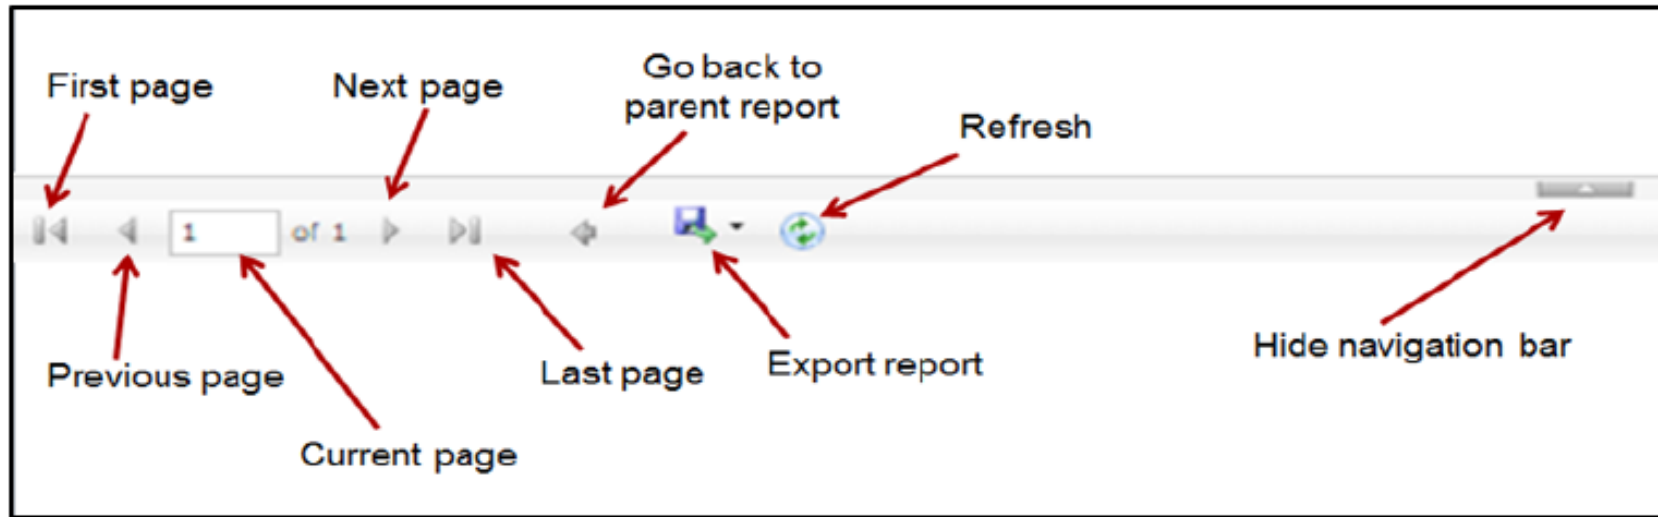 First page
Next page
Go back to
parent report
Refresh
1
of 1
Previous page
Current page
Last page
Export report
Hide navigation bar